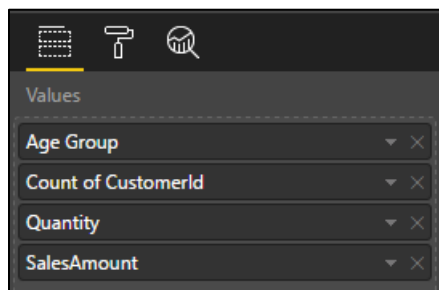 Values
Age Group
Count of CustomerId
Quantity
SalesAmount